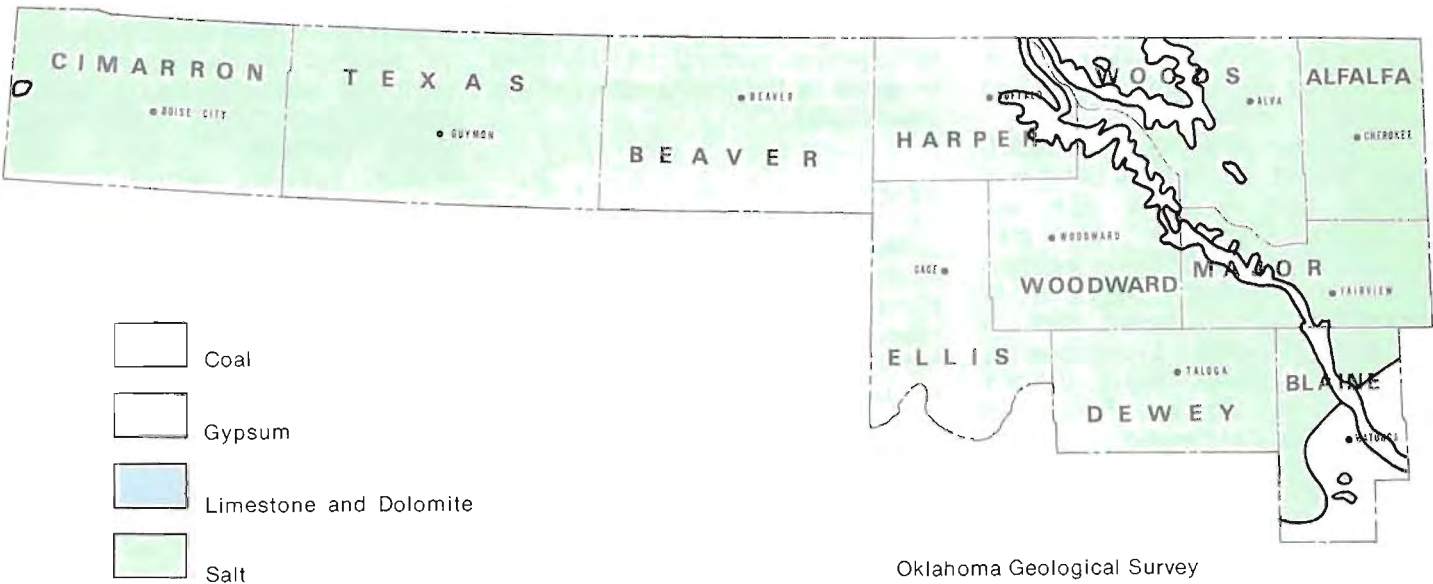 CIMARRON
BOISE CITY
TEXAS
GUYMON
BEAVER
BEAVER
HARPER
BUFFALO
WOODS
ALVA
ALFALFA
CHEROKEE
WOODWARD
WOODWARD
GAGE
ELLIS
MAJOR
FAIRVIEW
TALOGA
DEWEY
BLAINE
WATONGA
Coal
Gypsum
Limestone and Dolomite
Salt
Oklahoma Geological Survey